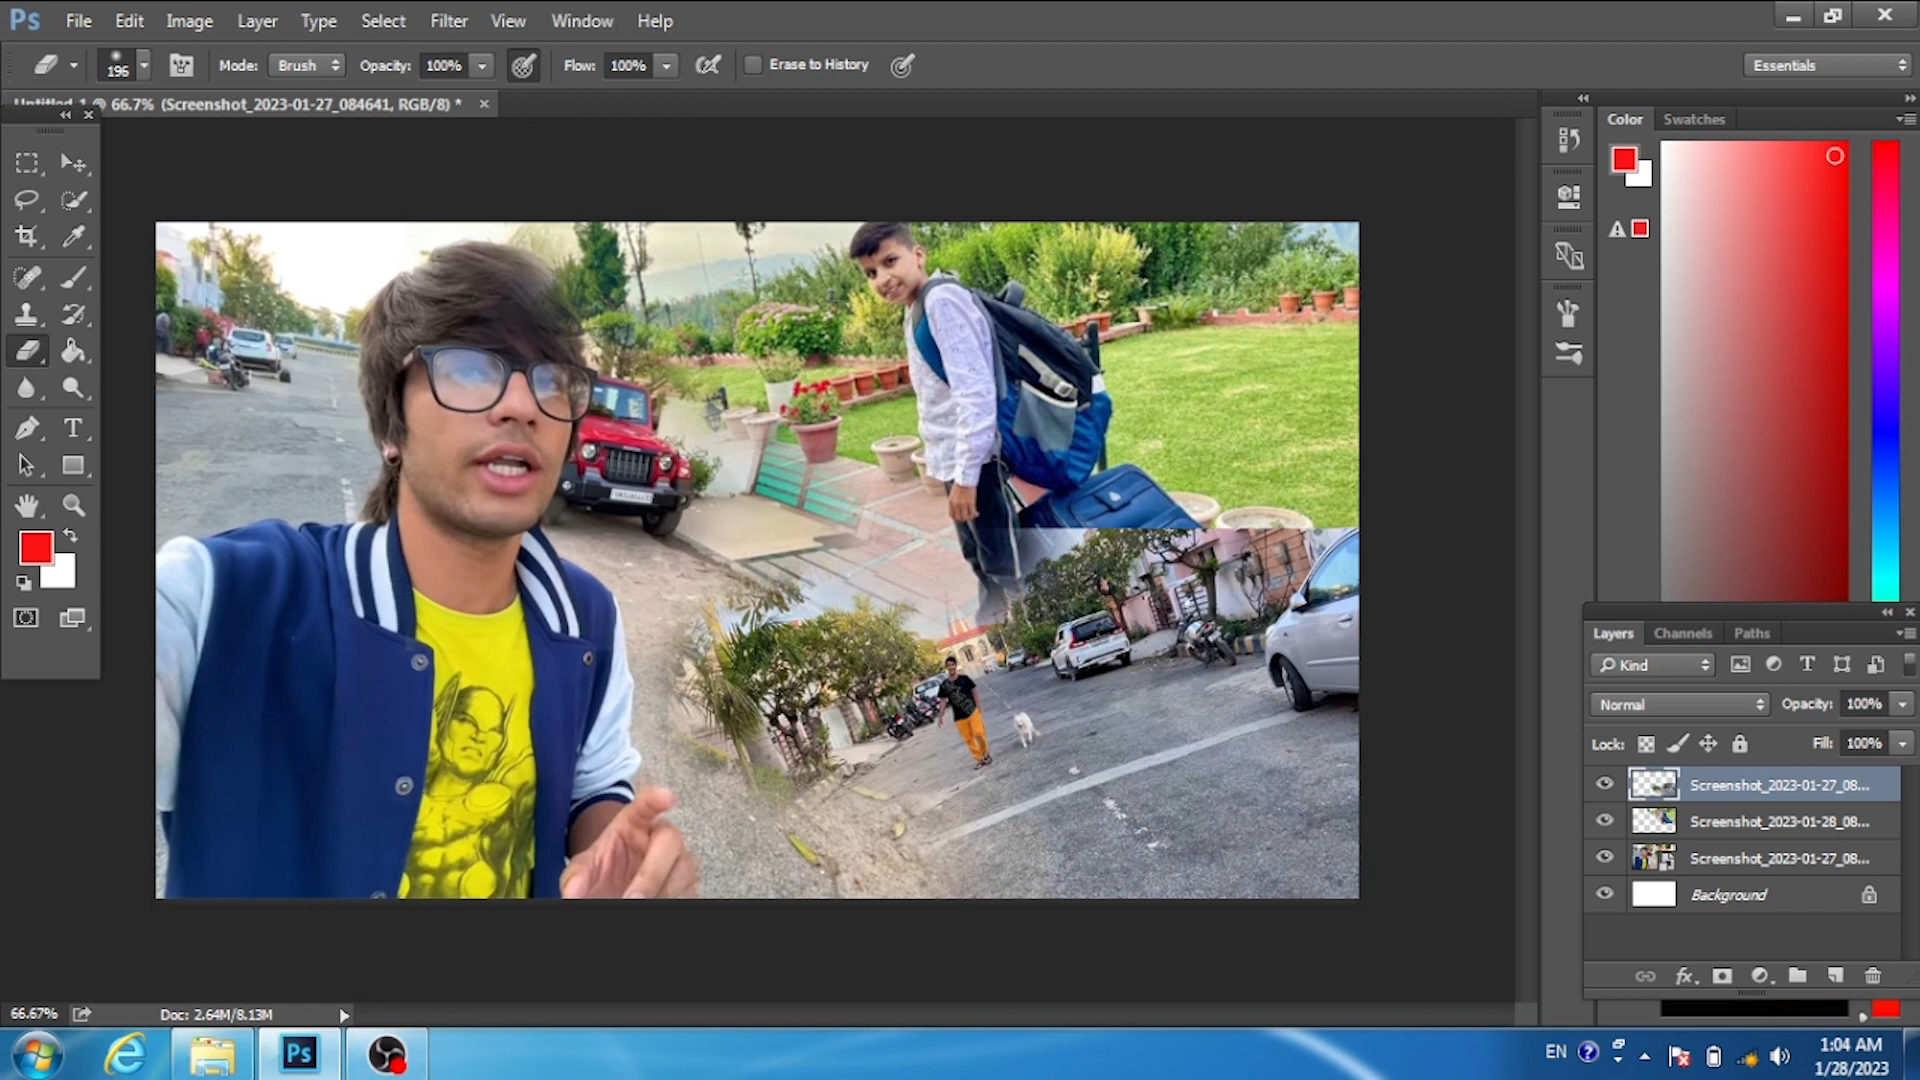 Ps File Edit Image Layer Type Select Filter View Window Help
196 Mode: Brush Opacity: 100% Flow: 100% Erase to History Essentials
Untitled-1 @ 66.7% (Screenshot_2023-01-27_084641, RGB/8) *
Color Swatches
Layers Channels Paths
Kind
Normal Opacity: 100%
Lock: Fill: 100%
Screenshot_2023-01-27_08...
Screenshot_2023-01-28_08...
Screenshot_2023-01-27_08...
Background
66.67% Doc: 2.64M/8.13M
Ps EN 1:04 AM
1/28/2023